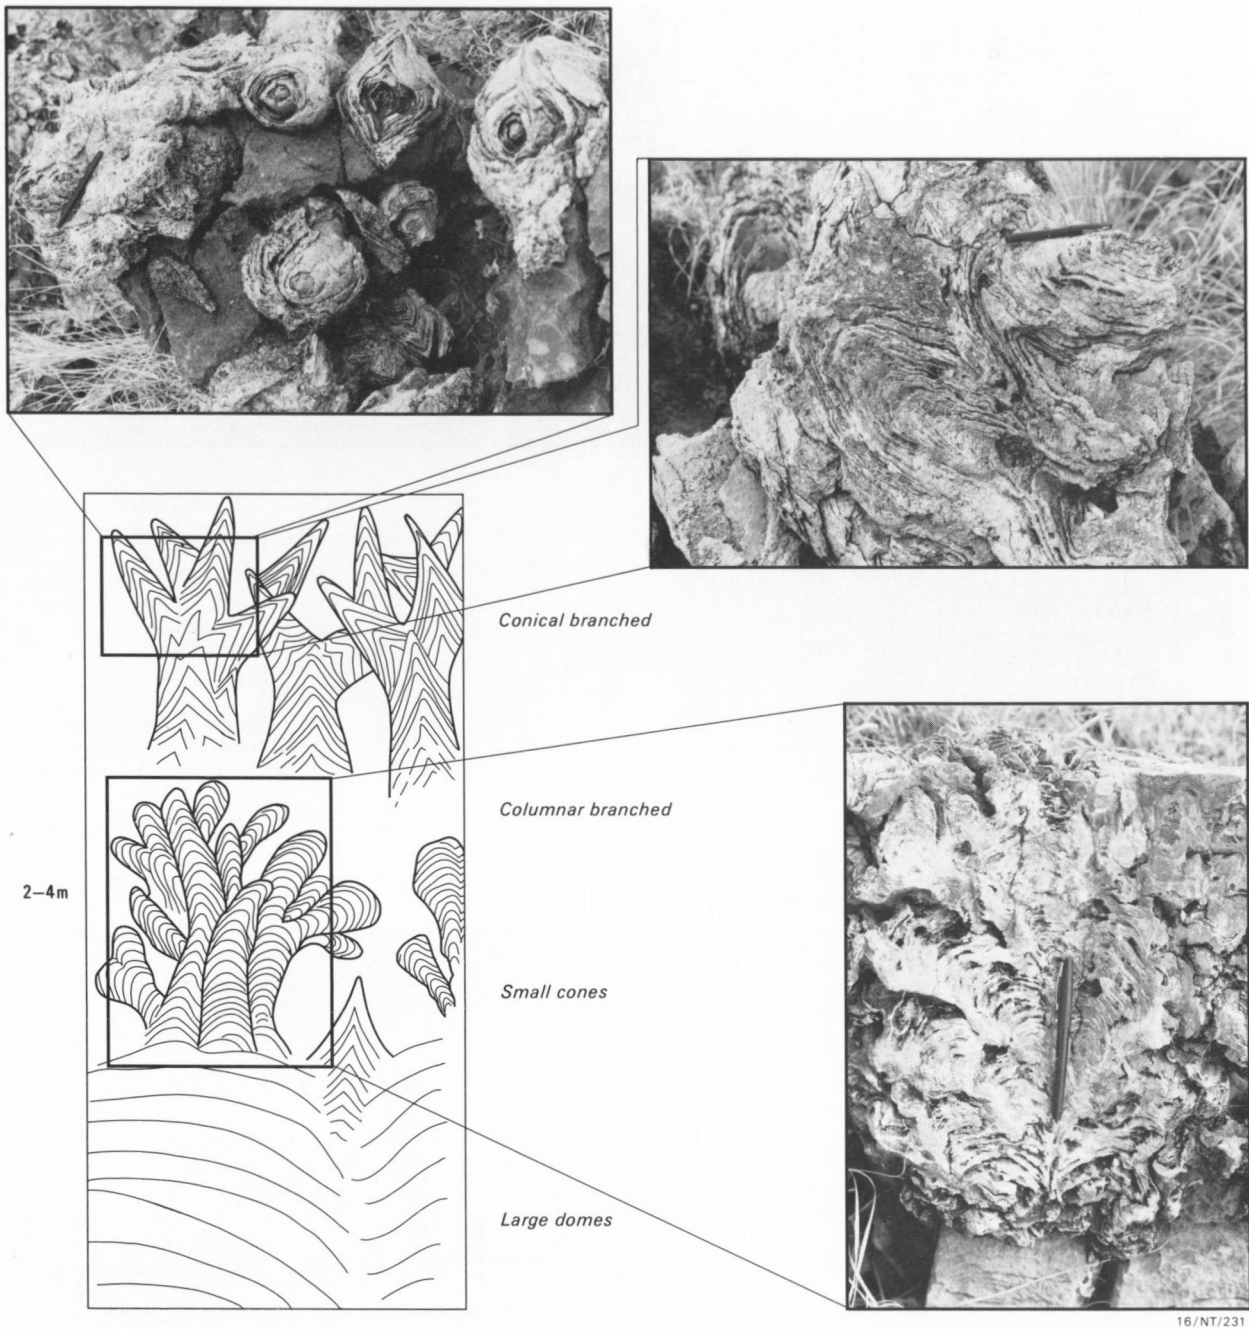 Conical branched
Columnar branched
2–4m
Small cones
Large domes
16/NT/231